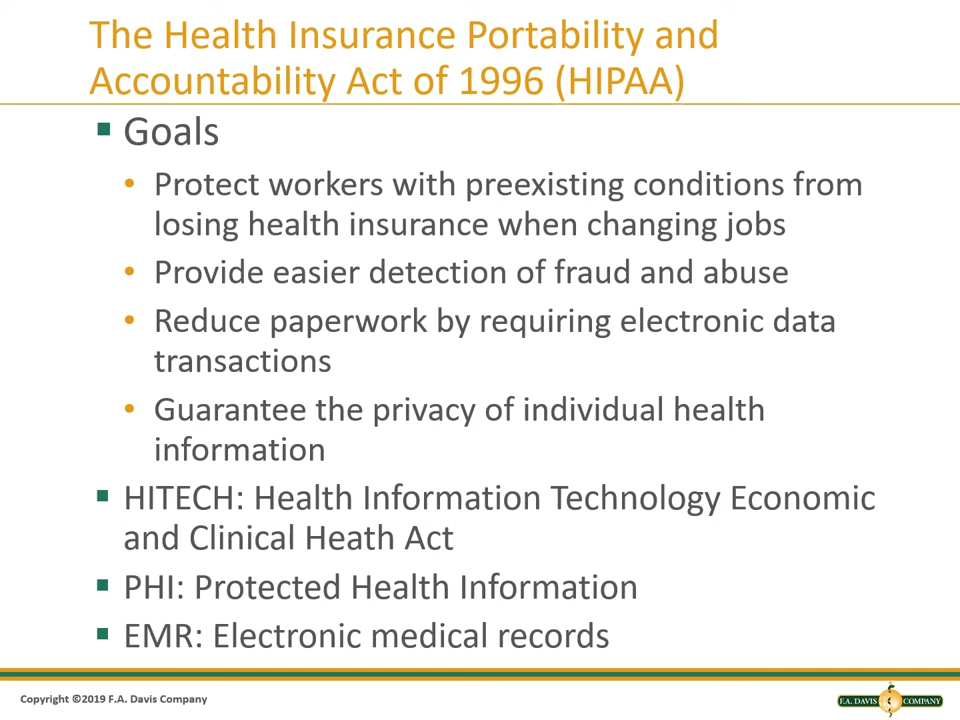 The Health Insurance Portability and
Accountability Act of 1996 (HIPAA)
Goals
Protect workers with preexisting conditions from
losing health insurance when changing jobs
Provide easier detection of fraud and abuse
Reduce paperwork by requiring electronic data
transactions
Guarantee the privacy of individual health
information
HITECH: Health Information Technology Economic
and Clinical Heath Act
PHI: Protected Health Information
EMR: Electronic medical records
Copyright ©2019 F.A. Davis Company
F.A. DAVIS COMPANY